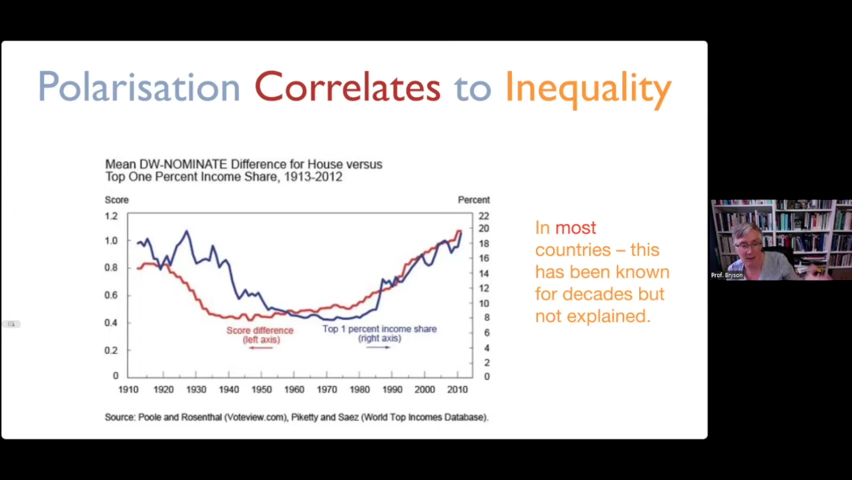 Polarisation Correlates to Inequality
Mean DW-NOMINATE Difference for House versus
Top One Percent Income Share, 1913-2012
Score
Percent
1.2
1.0
0.8
0.6
0.4
0.2
0
22
20
18
16
14
12
10
8
6
4
2
0
Score difference
(left axis)
Top 1 percent income share
(right axis)
1910 1920 1930 1940 1950 1960 1970 1980 1990 2000 2010
Source: Poole and Rosenthal (Voteview.com), Piketty and Saez (World Top Incomes Database).
In most
countries – this
has been known
for decades but
not explained.
Prof. Bryson